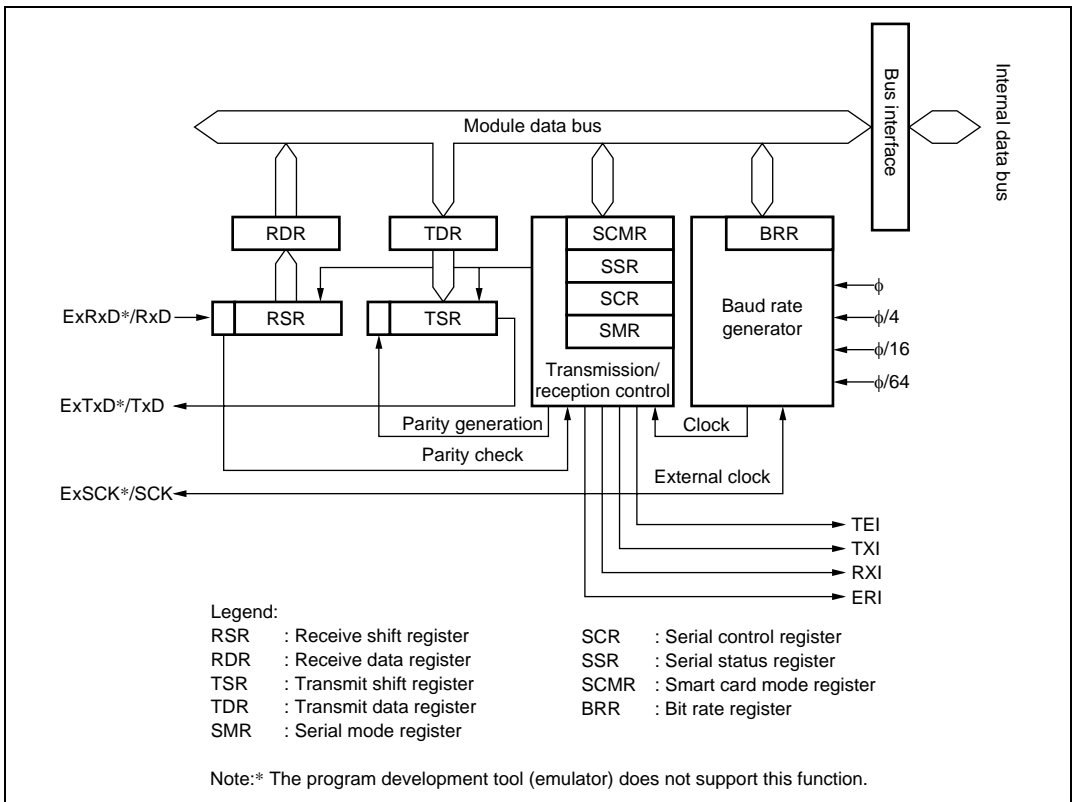 Bus interface
Internal data bus
Module data bus
RDR
TDR
SCMR
BRR
SSR
SCR
SMR
ExRxD*/RxD
RSR
TSR
Baud rate
generator
ϕ
ϕ/4
ϕ/16
ϕ/64
Transmission/
reception control
ExTxD*/TxD
Parity generation
Clock
Parity check
External clock
ExSCK*/SCK
TEI
TXI
RXI
ERI
Legend:
RSR : Receive shift register
RDR : Receive data register
TSR : Transmit shift register
TDR : Transmit data register
SMR : Serial mode register
SCR : Serial control register
SSR : Serial status register
SCMR : Smart card mode register
BRR : Bit rate register
Note:* The program development tool (emulator) does not support this function.